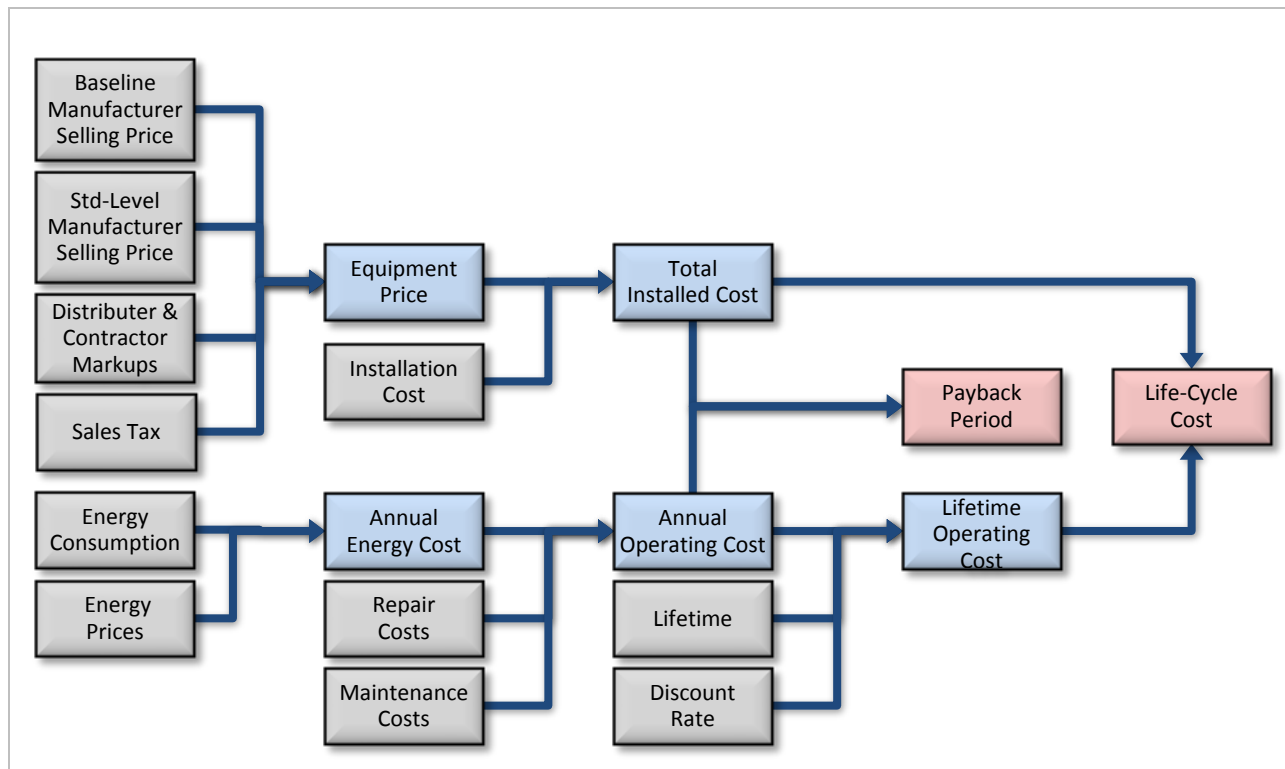 Baseline
Manufacturer
Selling Price
Std-Level
Manufacturer
Selling Price
Distributer &
Contractor
Markups
Sales Tax
Equipment
Price
Installation
Cost
Total
Installed Cost
Payback
Period
Life-Cycle
Cost
Energy
Consumption
Energy
Prices
Annual
Energy Cost
Repair
Costs
Maintenance
Costs
Annual
Operating Cost
Lifetime
Discount
Rate
Lifetime
Operating
Cost